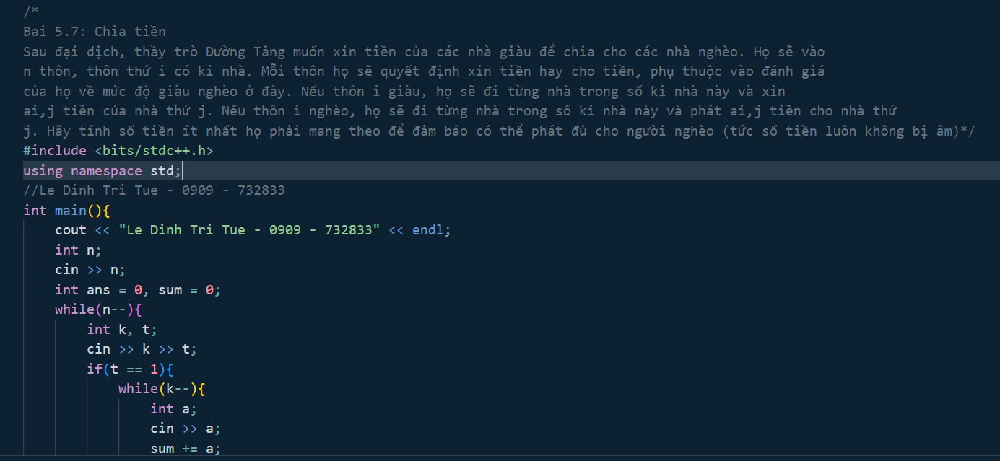 /*
Bai 5.7: Chia tiền
Sau đại dịch, thầy trò Đường Tăng muốn xin tiền của các nhà giàu để chia cho các nhà nghèo. Họ sẽ vào
n thôn, thôn thứ i có ki nhà. Mỗi thôn họ sẽ quyết định xin tiền hay cho tiền, phụ thuộc vào đánh giá
của họ về mức độ giàu nghèo ở đây. Nếu thôn i giàu, họ sẽ đi từng nhà trong số ki nhà này và xin
ai,j tiền của nhà thứ j. Nếu thôn i nghèo, họ sẽ đi từng nhà trong số ki nhà này và phát ai,j tiền cho nhà thứ
j. Hãy tính số tiền ít nhất họ phải mang theo để đảm bảo có thể phát đủ cho người nghèo (tức số tiền luôn không bị âm)*/
#include <bits/stdc++.h>
using namespace std;
//Le Dinh Tri Tue - 0909 - 732833
int main(){
    cout << "Le Dinh Tri Tue - 0909 - 732833" << endl;
    int n;
    cin >> n;
    int ans = 0, sum = 0;
    while(n--){
        int k, t;
        cin >> k >> t;
        if(t == 1){
            while(k--){
                int a;
                cin >> a;
                sum += a;